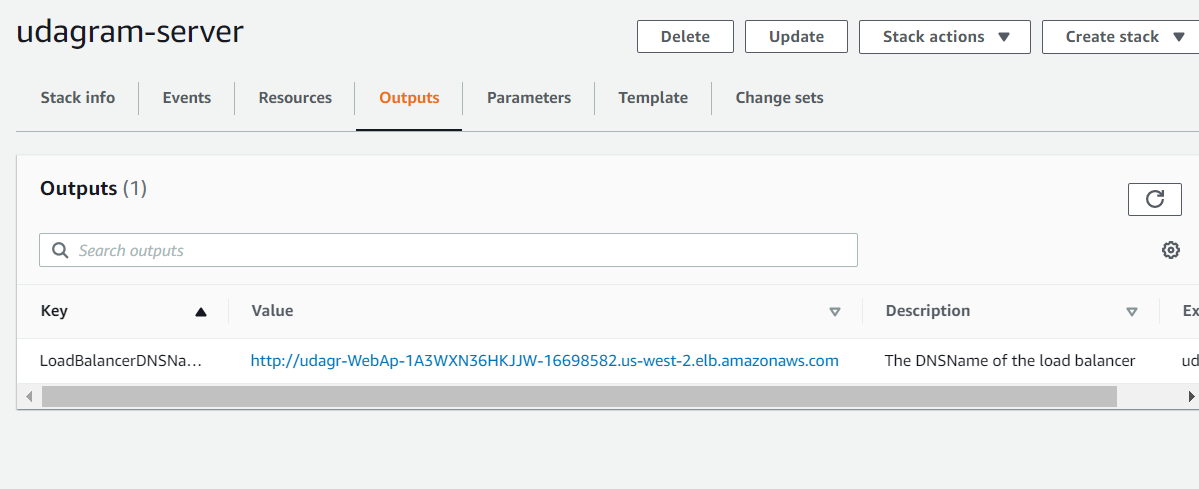 udagram-server
Delete Update Stack actions Create stack
Stack info Events Resources Outputs Parameters Template Change sets
Outputs (1)
Search outputs
Key Value Description Ex
LoadBalancerDNSNa... http://udagr-WebAp-1A3WXN36HKJJW-16698582.us-west-2.elb.amazonaws.com The DNSName of the load balancer ud